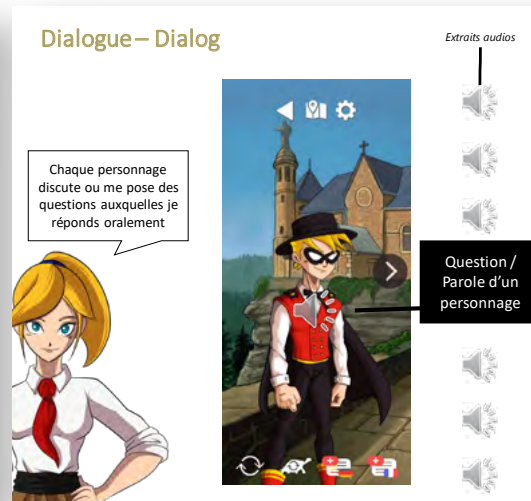 Dialogue – Dialog
Extraits audios
Chaque personnage
discute ou me pose des
questions auxquelles je
réponds oralement
Question /
Parole d'un
personnage